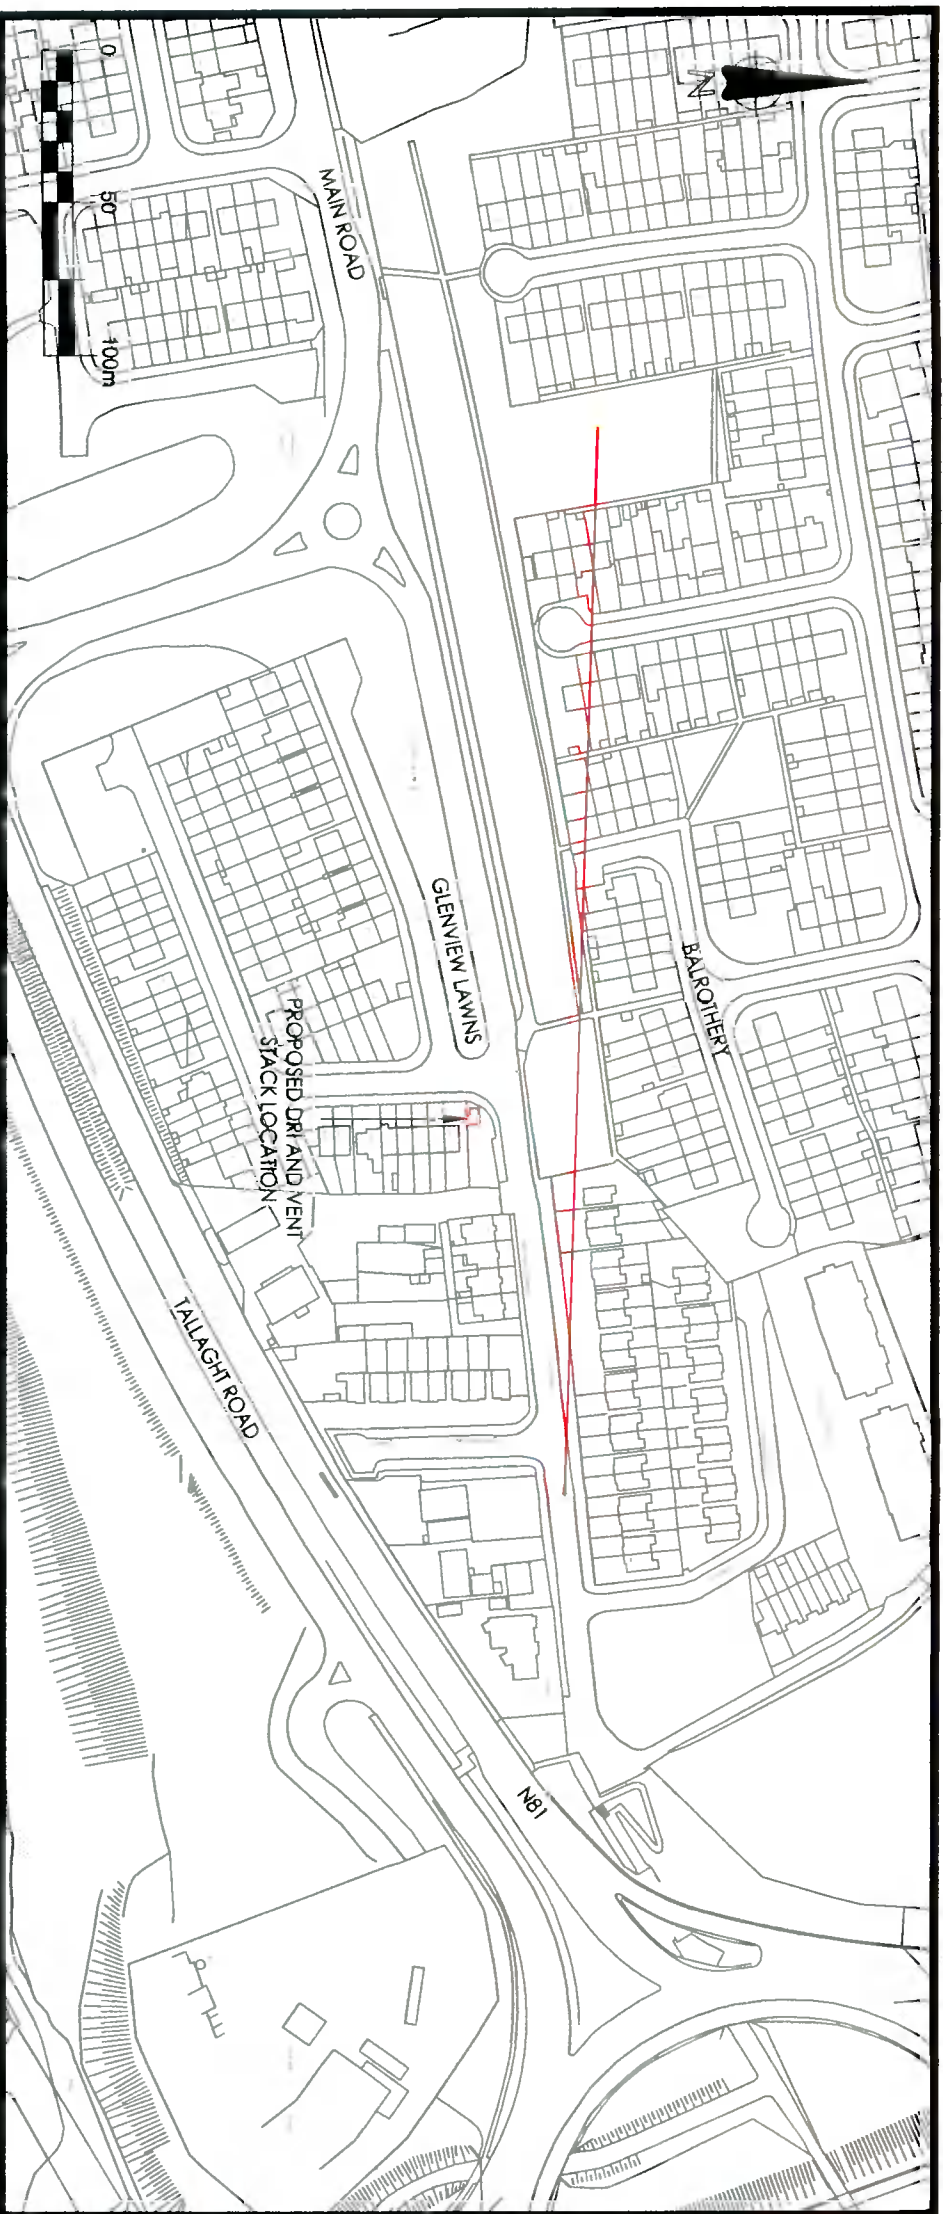 N
0
50
100m
MAIN ROAD
GLENVIEW LAWNS
BALROTHERY
PROPOSED DRI AND VENT
STACK LOCATION
TALLAGHT ROAD
N81